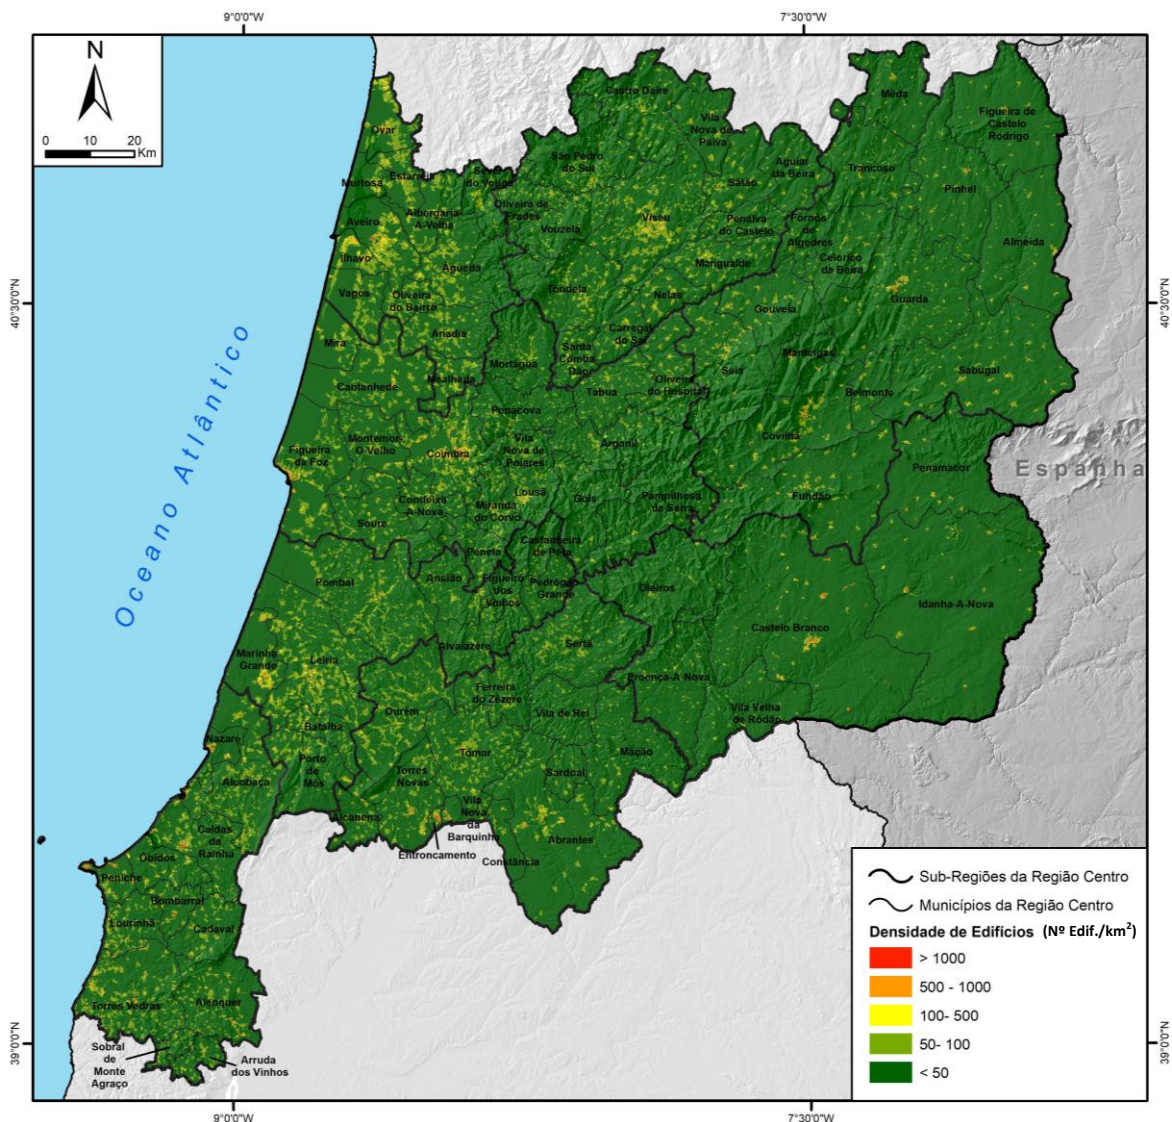 9°0'0"W
7°30'0"W
N
0 10 20
Km
40°30'0"N
40°30'0"N
Oceano Atlântico
Espanha
Castro Daire
Mêda
Figueira de
Castelo
Rodrigo
Ovar
Vila
Nova de
Paiva
São Pedro
do Sul
Aguiar
da Beira
Trancoso
Estarreja
Sever
do Vouga
Murtosa
Sátão
Pinhel
Oliveira de
Frades
Albergaria-
A-Velha
Aveiro
Viseu
Penalva
do Castelo
Fornos
de
Algodres
Vouzela
Almeida
Ílhavo
Águeda
Mangualde
Celorico
da Beira
Vagos
Oliveira
do Bairro
Tondela
Nelas
Guarda
Gouveia
Anadia
Carregal
do Sal
Mira
Santa
Comba
Dão
Manteigas
Mortágua
Seia
Sabugal
Cantanhede
Mealhada
Tábua
Oliveira
do Hospital
Belmonte
Penacova
Montemor-
O-Velho
Covilhã
Figueira
da Foz
Coimbra
Vila
Nova de
Poiares
Arganil
Penamacor
Condeixa
A-Nova
Lousã
Miranda
do Corvo
Góis
Pampilhosa
da Serra
Fundão
Soure
Castanheira
de Pêra
Penela
Pombal
Ansião
Figueiró
dos
Vinhos
Pedrógão
Grande
Oleiros
Idanha-A-Nova
Castelo Branco
Alvaiázere
Sertã
Marinha
Grande
Leiria
Proença-A-Nova
Ferreira
do Zêzere
Ourém
Vila de Rei
Vila Velha
de Ródão
Batalha
Nazaré
Tomar
Mação
Porto
de
Mós
Torres
Novas
Sardoal
Alcobaça
Alcanena
Vila
Nova
da
Barquinha
Caldas
da
Rainha
Abrantes
Entroncamento
Constância
Óbidos
Peniche
Bombarral
Lourinhã
Cadaval
Torres Vedras
Alenquer
Sobral
de
Monte
Agraço
Arruda
dos Vinhos
Sub-Regiões da Região Centro
Municípios da Região Centro
Densidade de Edifícios (Nº Edif./km²)
> 1000
500 - 1000
100- 500
50- 100
< 50
39°0'0"N
39°0'0"N
9°0'0"W
7°30'0"W